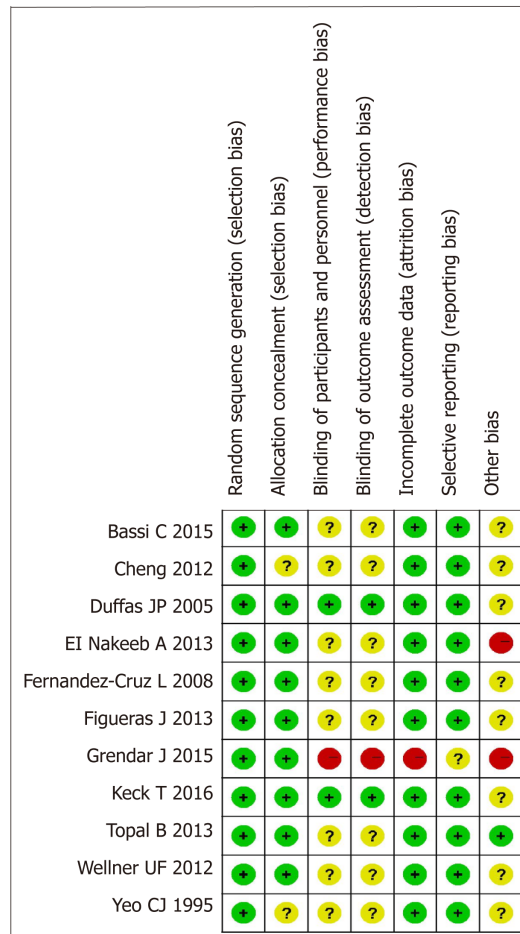 Random sequence generation (selection bias)
Allocation concealment (selection bias)
Blinding of participants and personnel (performance bias)
Blinding of outcome assessment (detection bias)
Incomplete outcome data (attrition bias)
Selective reporting (reporting bias)
Other bias
Bassi C 2015 + + ? ? + + ?
Cheng 2012 + ? ? ? + + ?
Duffas JP 2005 + + + + + + ?
EI Nakeeb A 2013 + + ? ? + + -
Fernandez-Cruz L 2008 + + ? ? + + ?
Figueras J 2013 + + ? ? + + ?
Grendar J 2015 + + - - - ? -
Keck T 2016 + + + + + + ?
Topal B 2013 + + ? ? + + +
Wellner UF 2012 + + ? ? + + ?
Yeo CJ 1995 + ? ? ? + + ?